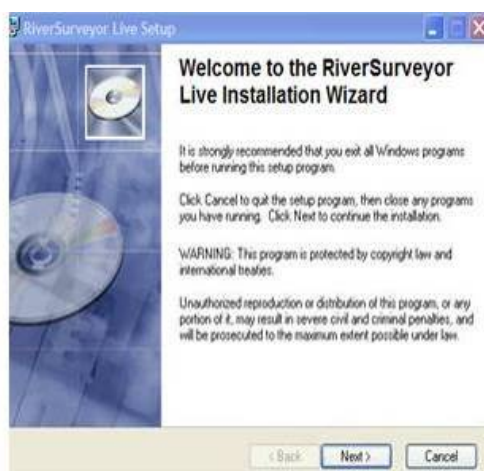 RiverSurveyor Live Setup
Welcome to the RiverSurveyor
Live Installation Wizard
It is strongly recommended that you exit all Windows programs
before running this setup program.
Click Cancel to quit the setup program, then close any programs
you have running. Click Next to continue the installation.
WARNING: This program is protected by copyright law and
international treaties.
Unauthorized reproduction or distribution of this program, or any
portion of it, may result in severe civil and criminal penalties, and
will be prosecuted to the maximum extent possible under law.
< Back Next > Cancel